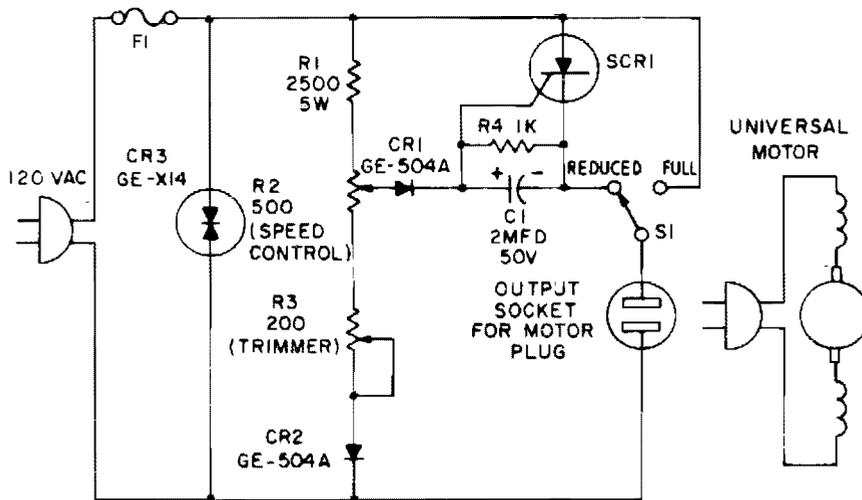 F1
R1
2500
5W
SCR1
R4 1K
CR1
GE-504A
UNIVERSAL
MOTOR
REDUCED
FULL
CR3
GE-X14
120 VAC
R2
500
(SPEED
CONTROL)
+
-
C1
2MFD
50V
S1
OUTPUT
SOCKET
FOR MOTOR
PLUG
R3
200
(TRIMMER)
CR2
GE-504A